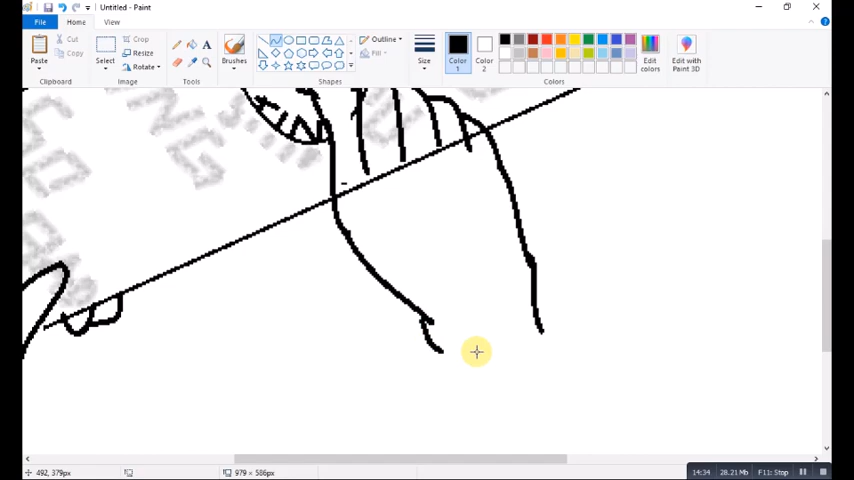 Untitled - Paint
File
Home
View
Paste
Cut
Copy
Clipboard
Select
Crop
Resize
Rotate
Image
Tools
Brushes
Outline
Fill
Shapes
Size
Color 1
Color 2
Edit colors
Colors
Edit with Paint 3D
NG
492, 379px
979 × 586px
14:34
28.21 Mb
F11: Stop